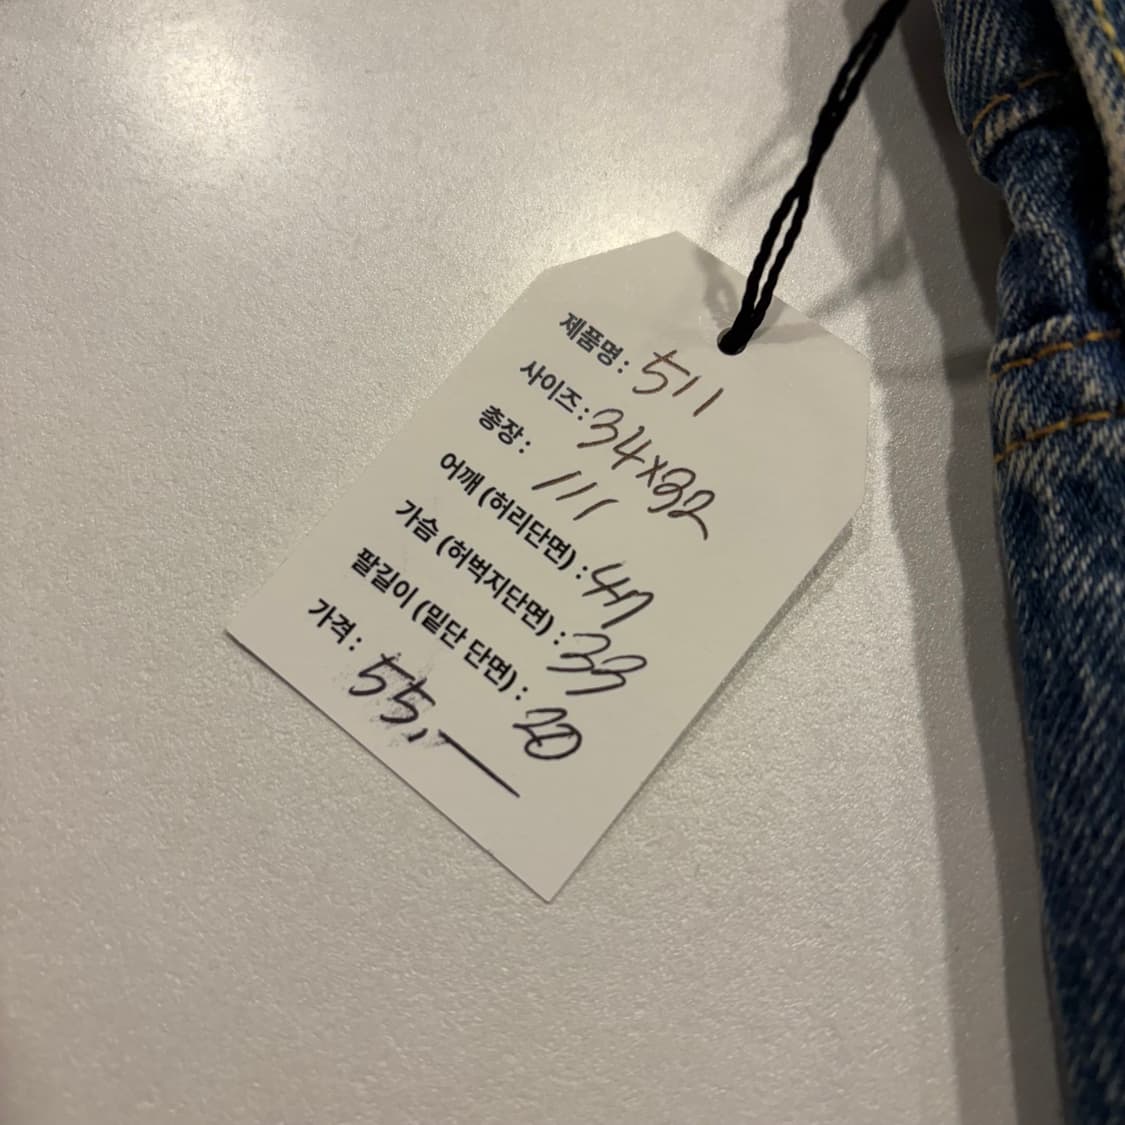 제품명 : 511
사이즈 : 34x32
총장 : 111
어깨 (허리단면) : 47
가슴 (허벅지단면) : 33
팔길이 (밑단 단면) : 20
가격 : 55,—